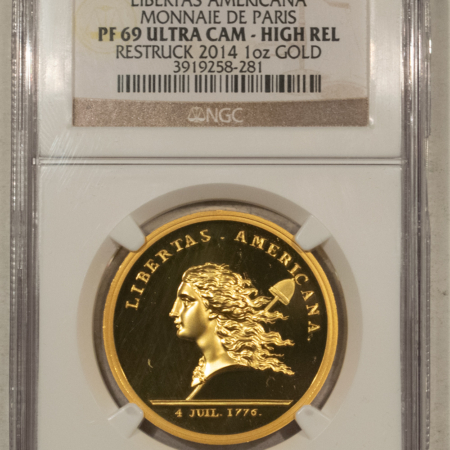 LIBERTAS AMERICANA
MONNAIE DE PARIS
PF 69 ULTRA CAM - HIGH REL
RESTRUCK 2014 1oz GOLD
3919258-281
NGC
LIBERTAS · AMERICANA.
4 JUIL. 1776.